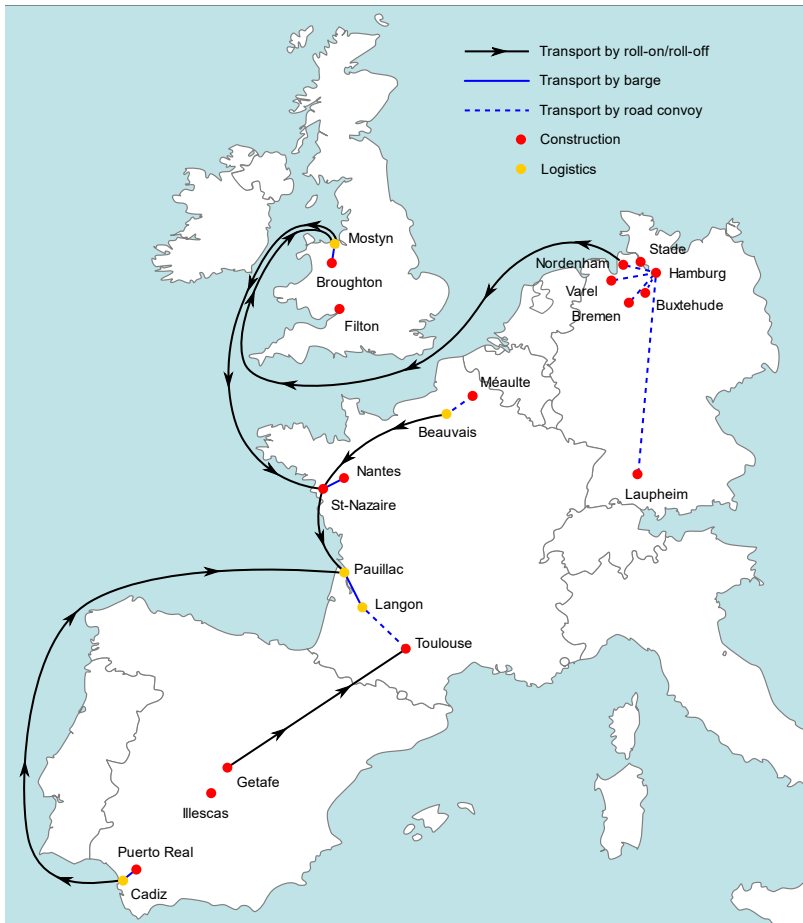 Transport by roll-on/roll-off
Transport by barge
Transport by road convoy
Construction
Logistics
Mostyn
Broughton
Filton
Stade
Nordenham
Hamburg
Varel
Buxtehude
Bremen
Méaulte
Beauvais
Nantes
Laupheim
St-Nazaire
Pauillac
Langon
Toulouse
Getafe
Illescas
Puerto Real
Cadiz